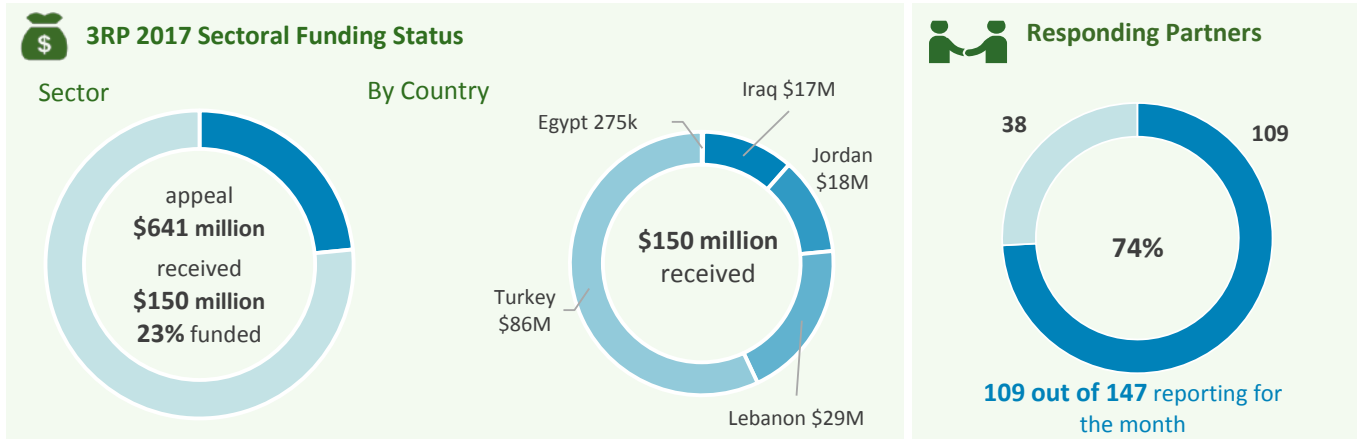 $
3RP 2017 Sectoral Funding Status
Sector
appeal
$641 million
received
$150 million
23% funded
By Country
Egypt 275k
Iraq $17M
Jordan
$18M
$150 million
received
Turkey
$86M
Lebanon $29M
Responding Partners
38
109
74%
109 out of 147 reporting for
the month